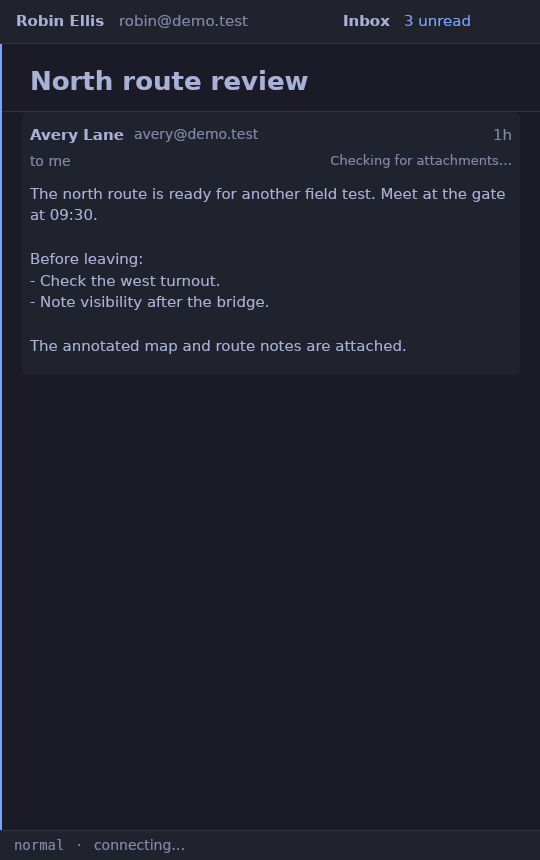 Robin Ellis robin@demo.test Inbox 3 unread
North route review
Avery Lane avery@demo.test 1h
to me Checking for attachments…
The north route is ready for another field test. Meet at the gate
at 09:30.
Before leaving:
- Check the west turnout.
- Note visibility after the bridge.
The annotated map and route notes are attached.
normal · connecting…